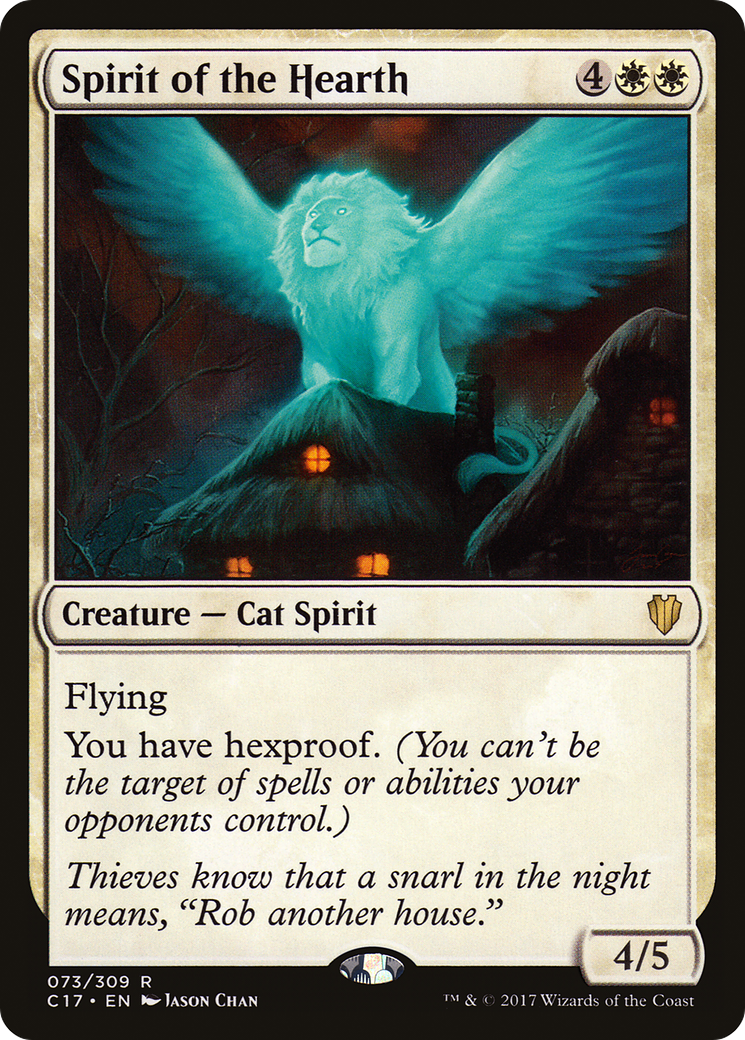 Spirit of the Hearth 4
Creature — Cat Spirit
Flying
You have hexproof. (You can't be
the target of spells or abilities your
opponents control.)
Thieves know that a snarl in the night
means, “Rob another house.”
4/5
073/309 R
C17 • EN Jason Chan
™ & © 2017 Wizards of the Coast